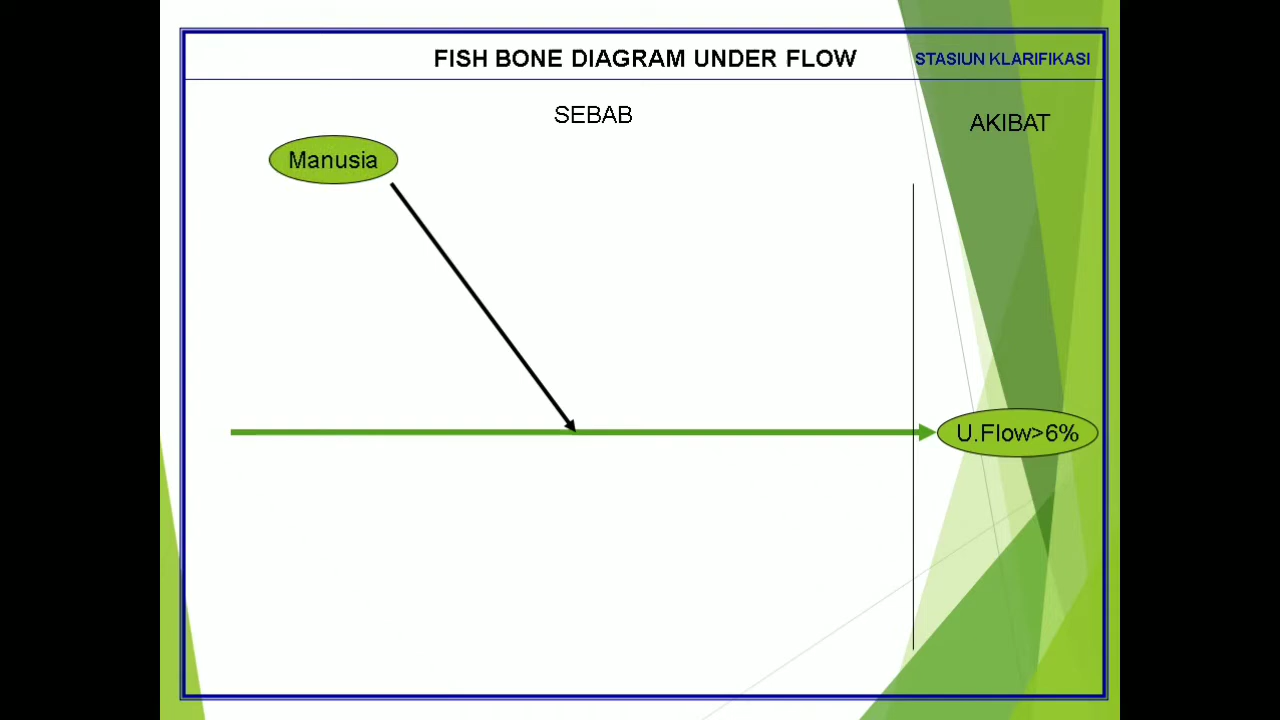 FISH BONE DIAGRAM UNDER FLOW
STASIUN KLARIFIKASI
SEBAB
AKIBAT
Manusia
U.Flow>6%